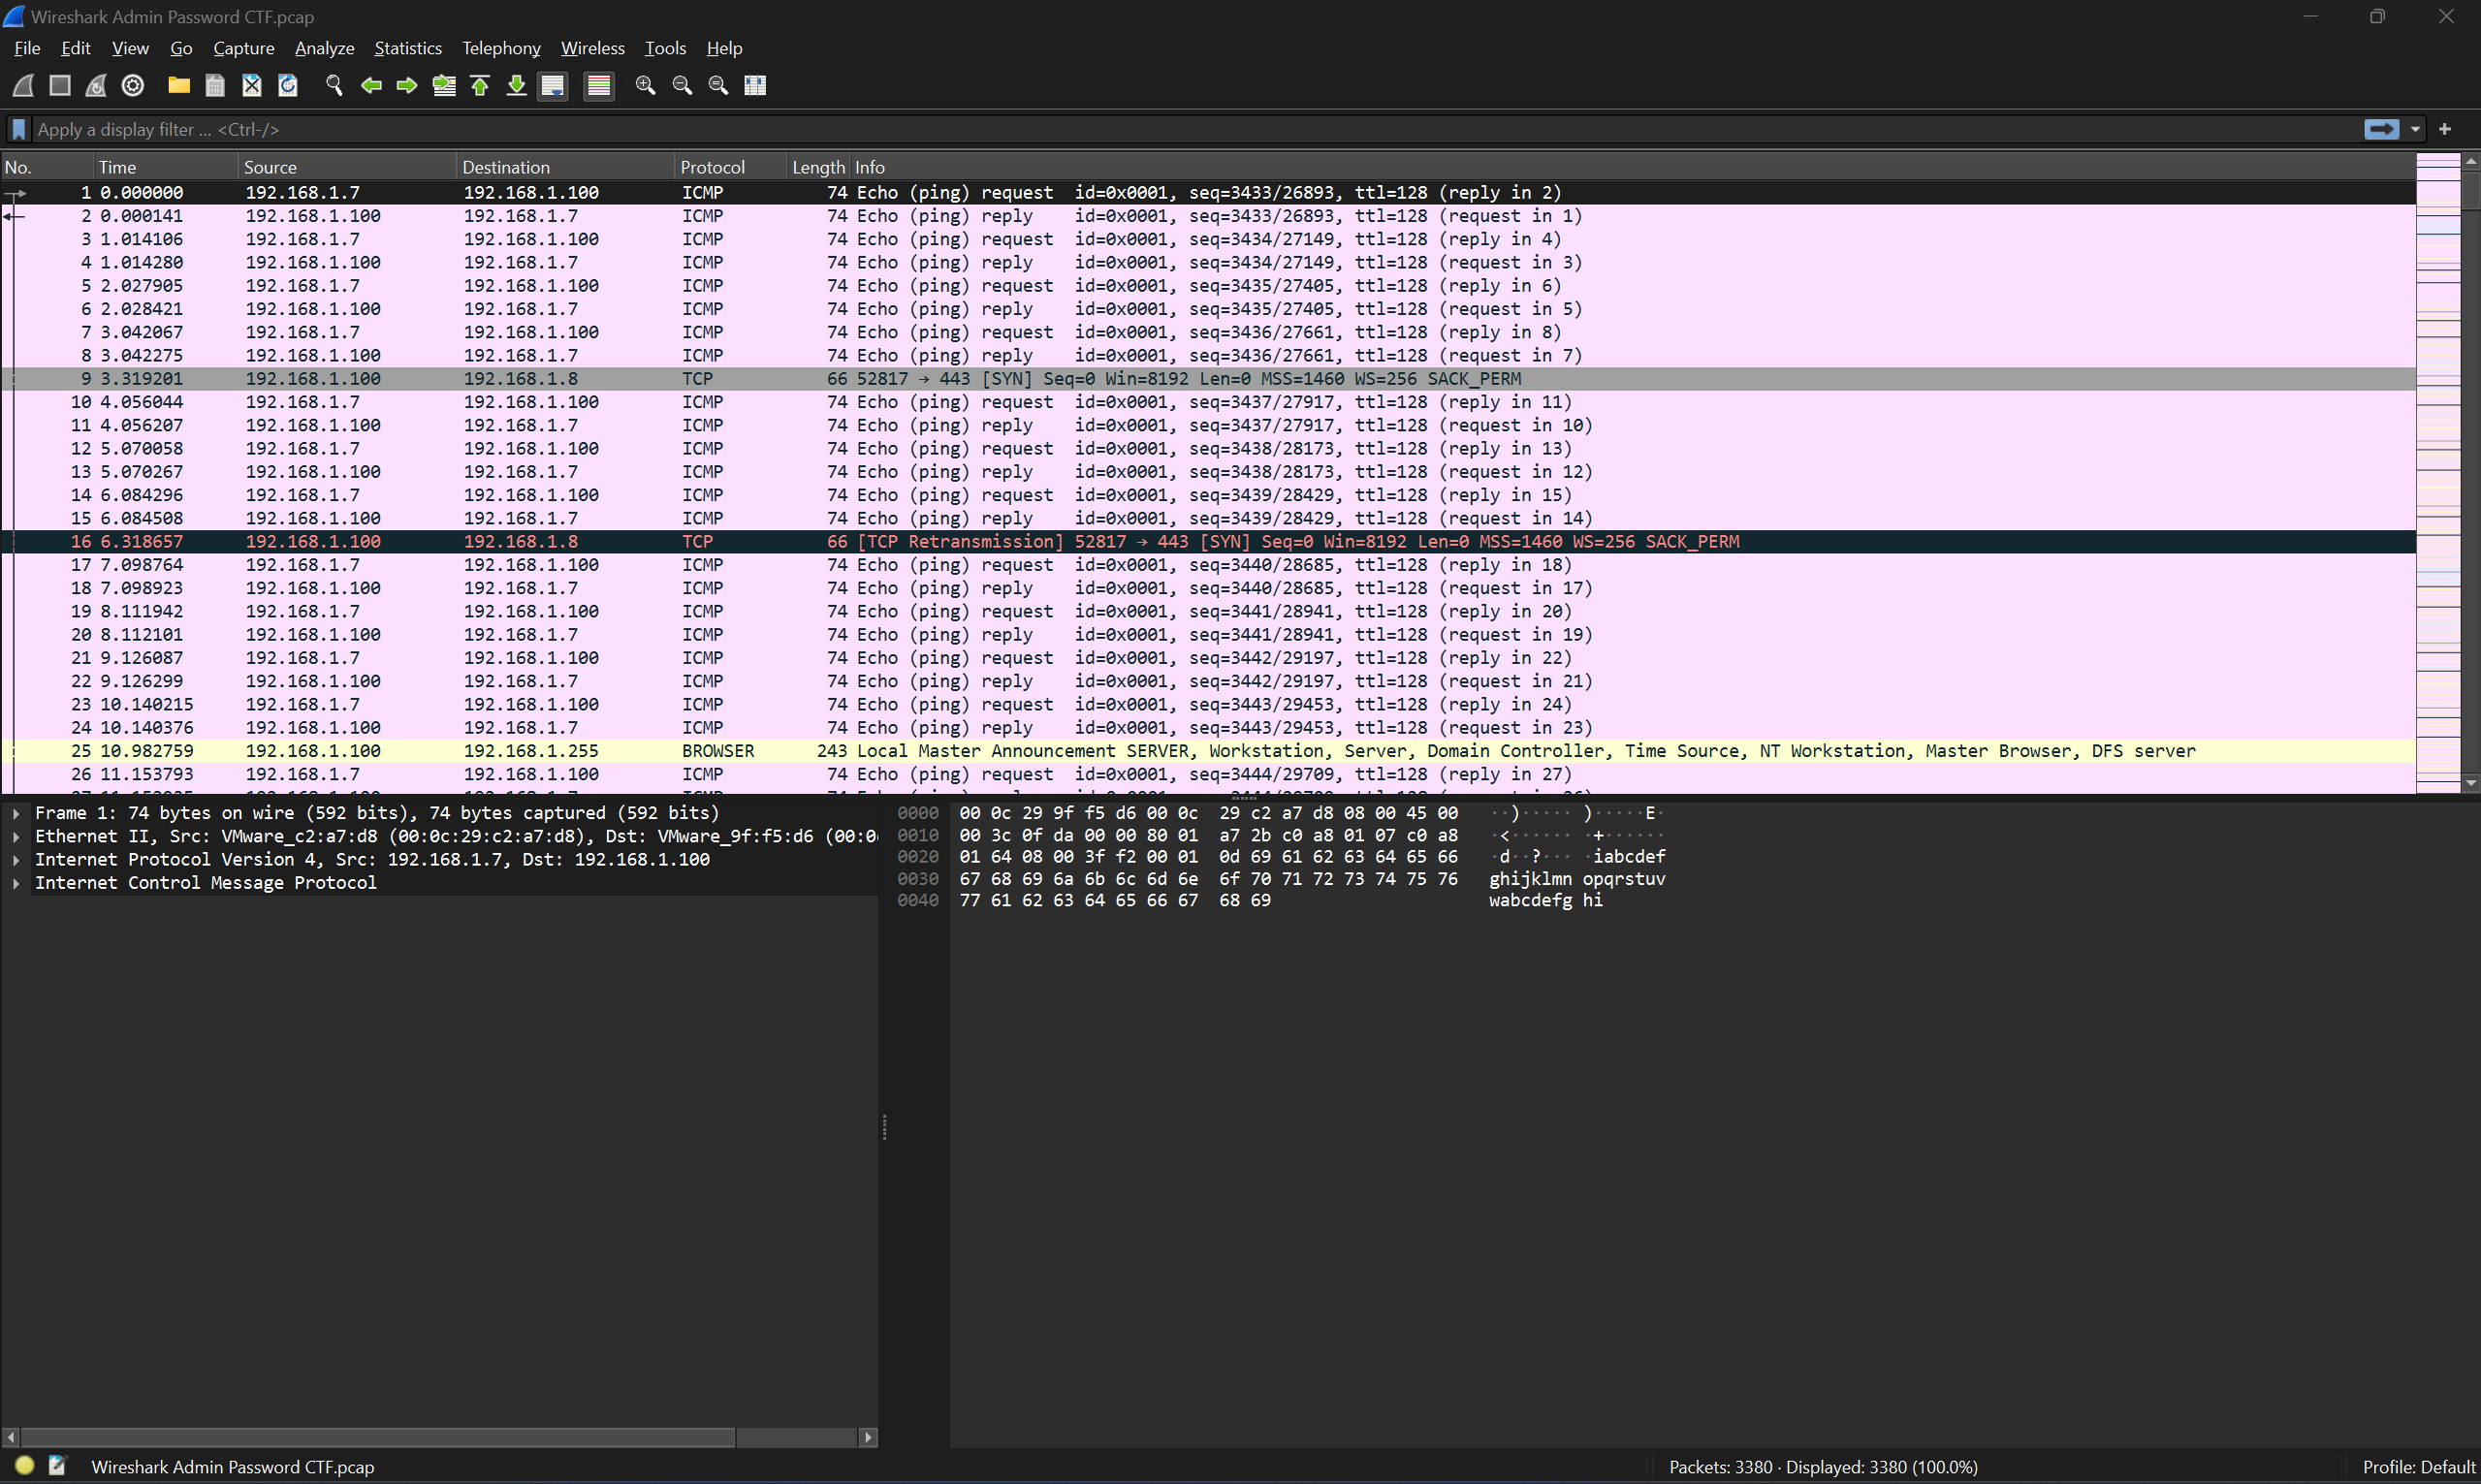 Wireshark Admin Password CTF.pcap
File Edit View Go Capture Analyze Statistics Telephony Wireless Tools Help
Apply a display filter ... <Ctrl-/>
No. Time Source Destination Protocol Length Info
1 0.000000 192.168.1.7 192.168.1.100 ICMP 74 Echo (ping) request id=0x0001, seq=3433/26893, ttl=128 (reply in 2)
2 0.000141 192.168.1.100 192.168.1.7 ICMP 74 Echo (ping) reply id=0x0001, seq=3433/26893, ttl=128 (request in 1)
3 1.014106 192.168.1.7 192.168.1.100 ICMP 74 Echo (ping) request id=0x0001, seq=3434/27149, ttl=128 (reply in 4)
4 1.014280 192.168.1.100 192.168.1.7 ICMP 74 Echo (ping) reply id=0x0001, seq=3434/27149, ttl=128 (request in 3)
5 2.027905 192.168.1.7 192.168.1.100 ICMP 74 Echo (ping) request id=0x0001, seq=3435/27405, ttl=128 (reply in 6)
6 2.028421 192.168.1.100 192.168.1.7 ICMP 74 Echo (ping) reply id=0x0001, seq=3435/27405, ttl=128 (request in 5)
7 3.042067 192.168.1.7 192.168.1.100 ICMP 74 Echo (ping) request id=0x0001, seq=3436/27661, ttl=128 (reply in 8)
8 3.042275 192.168.1.100 192.168.1.7 ICMP 74 Echo (ping) reply id=0x0001, seq=3436/27661, ttl=128 (request in 7)
9 3.319201 192.168.1.100 192.168.1.8 TCP 66 52817 → 443 [SYN] Seq=0 Win=8192 Len=0 MSS=1460 WS=256 SACK_PERM
10 4.056044 192.168.1.7 192.168.1.100 ICMP 74 Echo (ping) request id=0x0001, seq=3437/27917, ttl=128 (reply in 11)
11 4.056207 192.168.1.100 192.168.1.7 ICMP 74 Echo (ping) reply id=0x0001, seq=3437/27917, ttl=128 (request in 10)
12 5.070058 192.168.1.7 192.168.1.100 ICMP 74 Echo (ping) request id=0x0001, seq=3438/28173, ttl=128 (reply in 13)
13 5.070267 192.168.1.100 192.168.1.7 ICMP 74 Echo (ping) reply id=0x0001, seq=3438/28173, ttl=128 (request in 12)
14 6.084296 192.168.1.7 192.168.1.100 ICMP 74 Echo (ping) request id=0x0001, seq=3439/28429, ttl=128 (reply in 15)
15 6.084508 192.168.1.100 192.168.1.7 ICMP 74 Echo (ping) reply id=0x0001, seq=3439/28429, ttl=128 (request in 14)
16 6.318657 192.168.1.100 192.168.1.8 TCP 66 [TCP Retransmission] 52817 → 443 [SYN] Seq=0 Win=8192 Len=0 MSS=1460 WS=256 SACK_PERM
17 7.098764 192.168.1.7 192.168.1.100 ICMP 74 Echo (ping) request id=0x0001, seq=3440/28685, ttl=128 (reply in 18)
18 7.098923 192.168.1.100 192.168.1.7 ICMP 74 Echo (ping) reply id=0x0001, seq=3440/28685, ttl=128 (request in 17)
19 8.111942 192.168.1.7 192.168.1.100 ICMP 74 Echo (ping) request id=0x0001, seq=3441/28941, ttl=128 (reply in 20)
20 8.112101 192.168.1.100 192.168.1.7 ICMP 74 Echo (ping) reply id=0x0001, seq=3441/28941, ttl=128 (request in 19)
21 9.126087 192.168.1.7 192.168.1.100 ICMP 74 Echo (ping) request id=0x0001, seq=3442/29197, ttl=128 (reply in 22)
22 9.126299 192.168.1.100 192.168.1.7 ICMP 74 Echo (ping) reply id=0x0001, seq=3442/29197, ttl=128 (request in 21)
23 10.140215 192.168.1.7 192.168.1.100 ICMP 74 Echo (ping) request id=0x0001, seq=3443/29453, ttl=128 (reply in 24)
24 10.140376 192.168.1.100 192.168.1.7 ICMP 74 Echo (ping) reply id=0x0001, seq=3443/29453, ttl=128 (request in 23)
25 10.982759 192.168.1.100 192.168.1.255 BROWSER 243 Local Master Announcement SERVER, Workstation, Server, Domain Controller, Time Source, NT Workstation, Master Browser, DFS server
26 11.153793 192.168.1.7 192.168.1.100 ICMP 74 Echo (ping) request id=0x0001, seq=3444/29709, ttl=128 (reply in 27)
Frame 1: 74 bytes on wire (592 bits), 74 bytes captured (592 bits)
Ethernet II, Src: VMware_c2:a7:d8 (00:0c:29:c2:a7:d8), Dst: VMware_9f:f5:d6 (00:0
Internet Protocol Version 4, Src: 192.168.1.7, Dst: 192.168.1.100
Internet Control Message Protocol
0000 00 0c 29 9f f5 d6 00 0c 29 c2 a7 d8 08 00 45 00 ··)····· )·····E·
0010 00 3c 0f da 00 00 80 01 a7 2b c0 a8 01 07 c0 a8 ·<······ ·+······
0020 01 64 08 00 3f f2 00 01 0d 69 61 62 63 64 65 66 ·d··?··· ·iabcdef
0030 67 68 69 6a 6b 6c 6d 6e 6f 70 71 72 73 74 75 76 ghijklmn opqrstuv
0040 77 61 62 63 64 65 66 67 68 69 wabcdefg hi
Wireshark Admin Password CTF.pcap
Packets: 3380 · Displayed: 3380 (100.0%)
Profile: Default